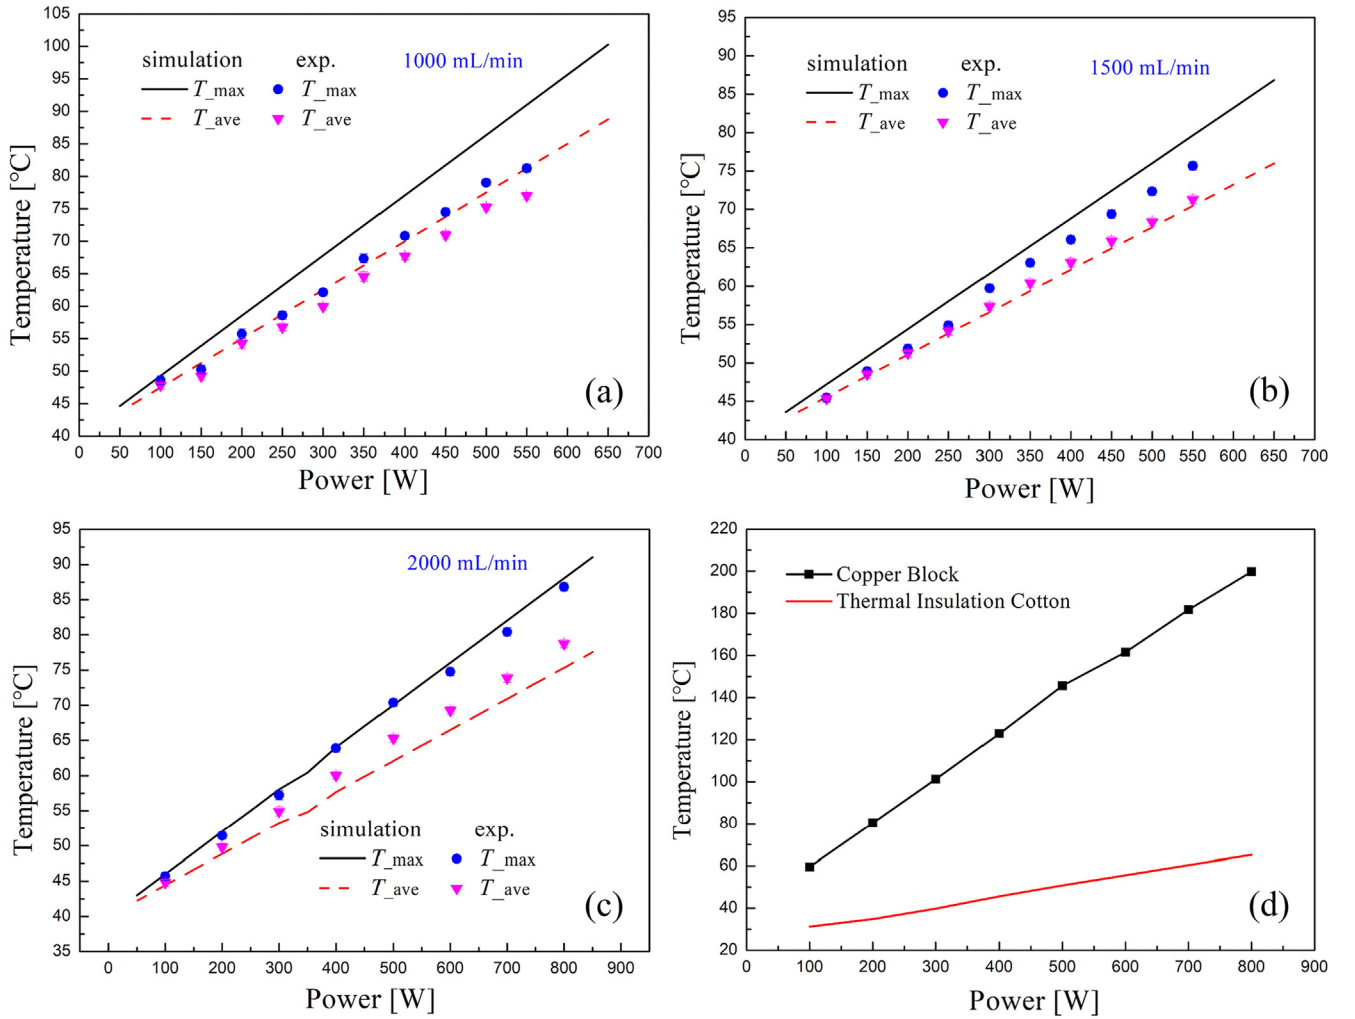 105
100
95
90
85
80
75
70
65
60
55
50
45
40
Temperature [°C]
simulation exp.
T_max T_max
T_ave T_ave
1000 mL/min
(a)
0 50 100 150 200 250 300 350 400 450 500 550 600 650 700
Power [W]
95
90
85
80
75
70
65
60
55
50
45
40
Temperature [°C]
simulation exp.
T_max T_max
T_ave T_ave
1500 mL/min
(b)
0 50 100 150 200 250 300 350 400 450 500 550 600 650 700
Power [W]
95
90
85
80
75
70
65
60
55
50
45
40
35
Temperature [°C]
2000 mL/min
simulation exp.
T_max T_max
T_ave T_ave
(c)
0 100 200 300 400 500 600 700 800 900
Power [W]
220
200
180
160
140
120
100
80
60
40
20
Temperature [°C]
Copper Block
Thermal Insulation Cotton
(d)
100 200 300 400 500 600 700 800 900
Power [W]